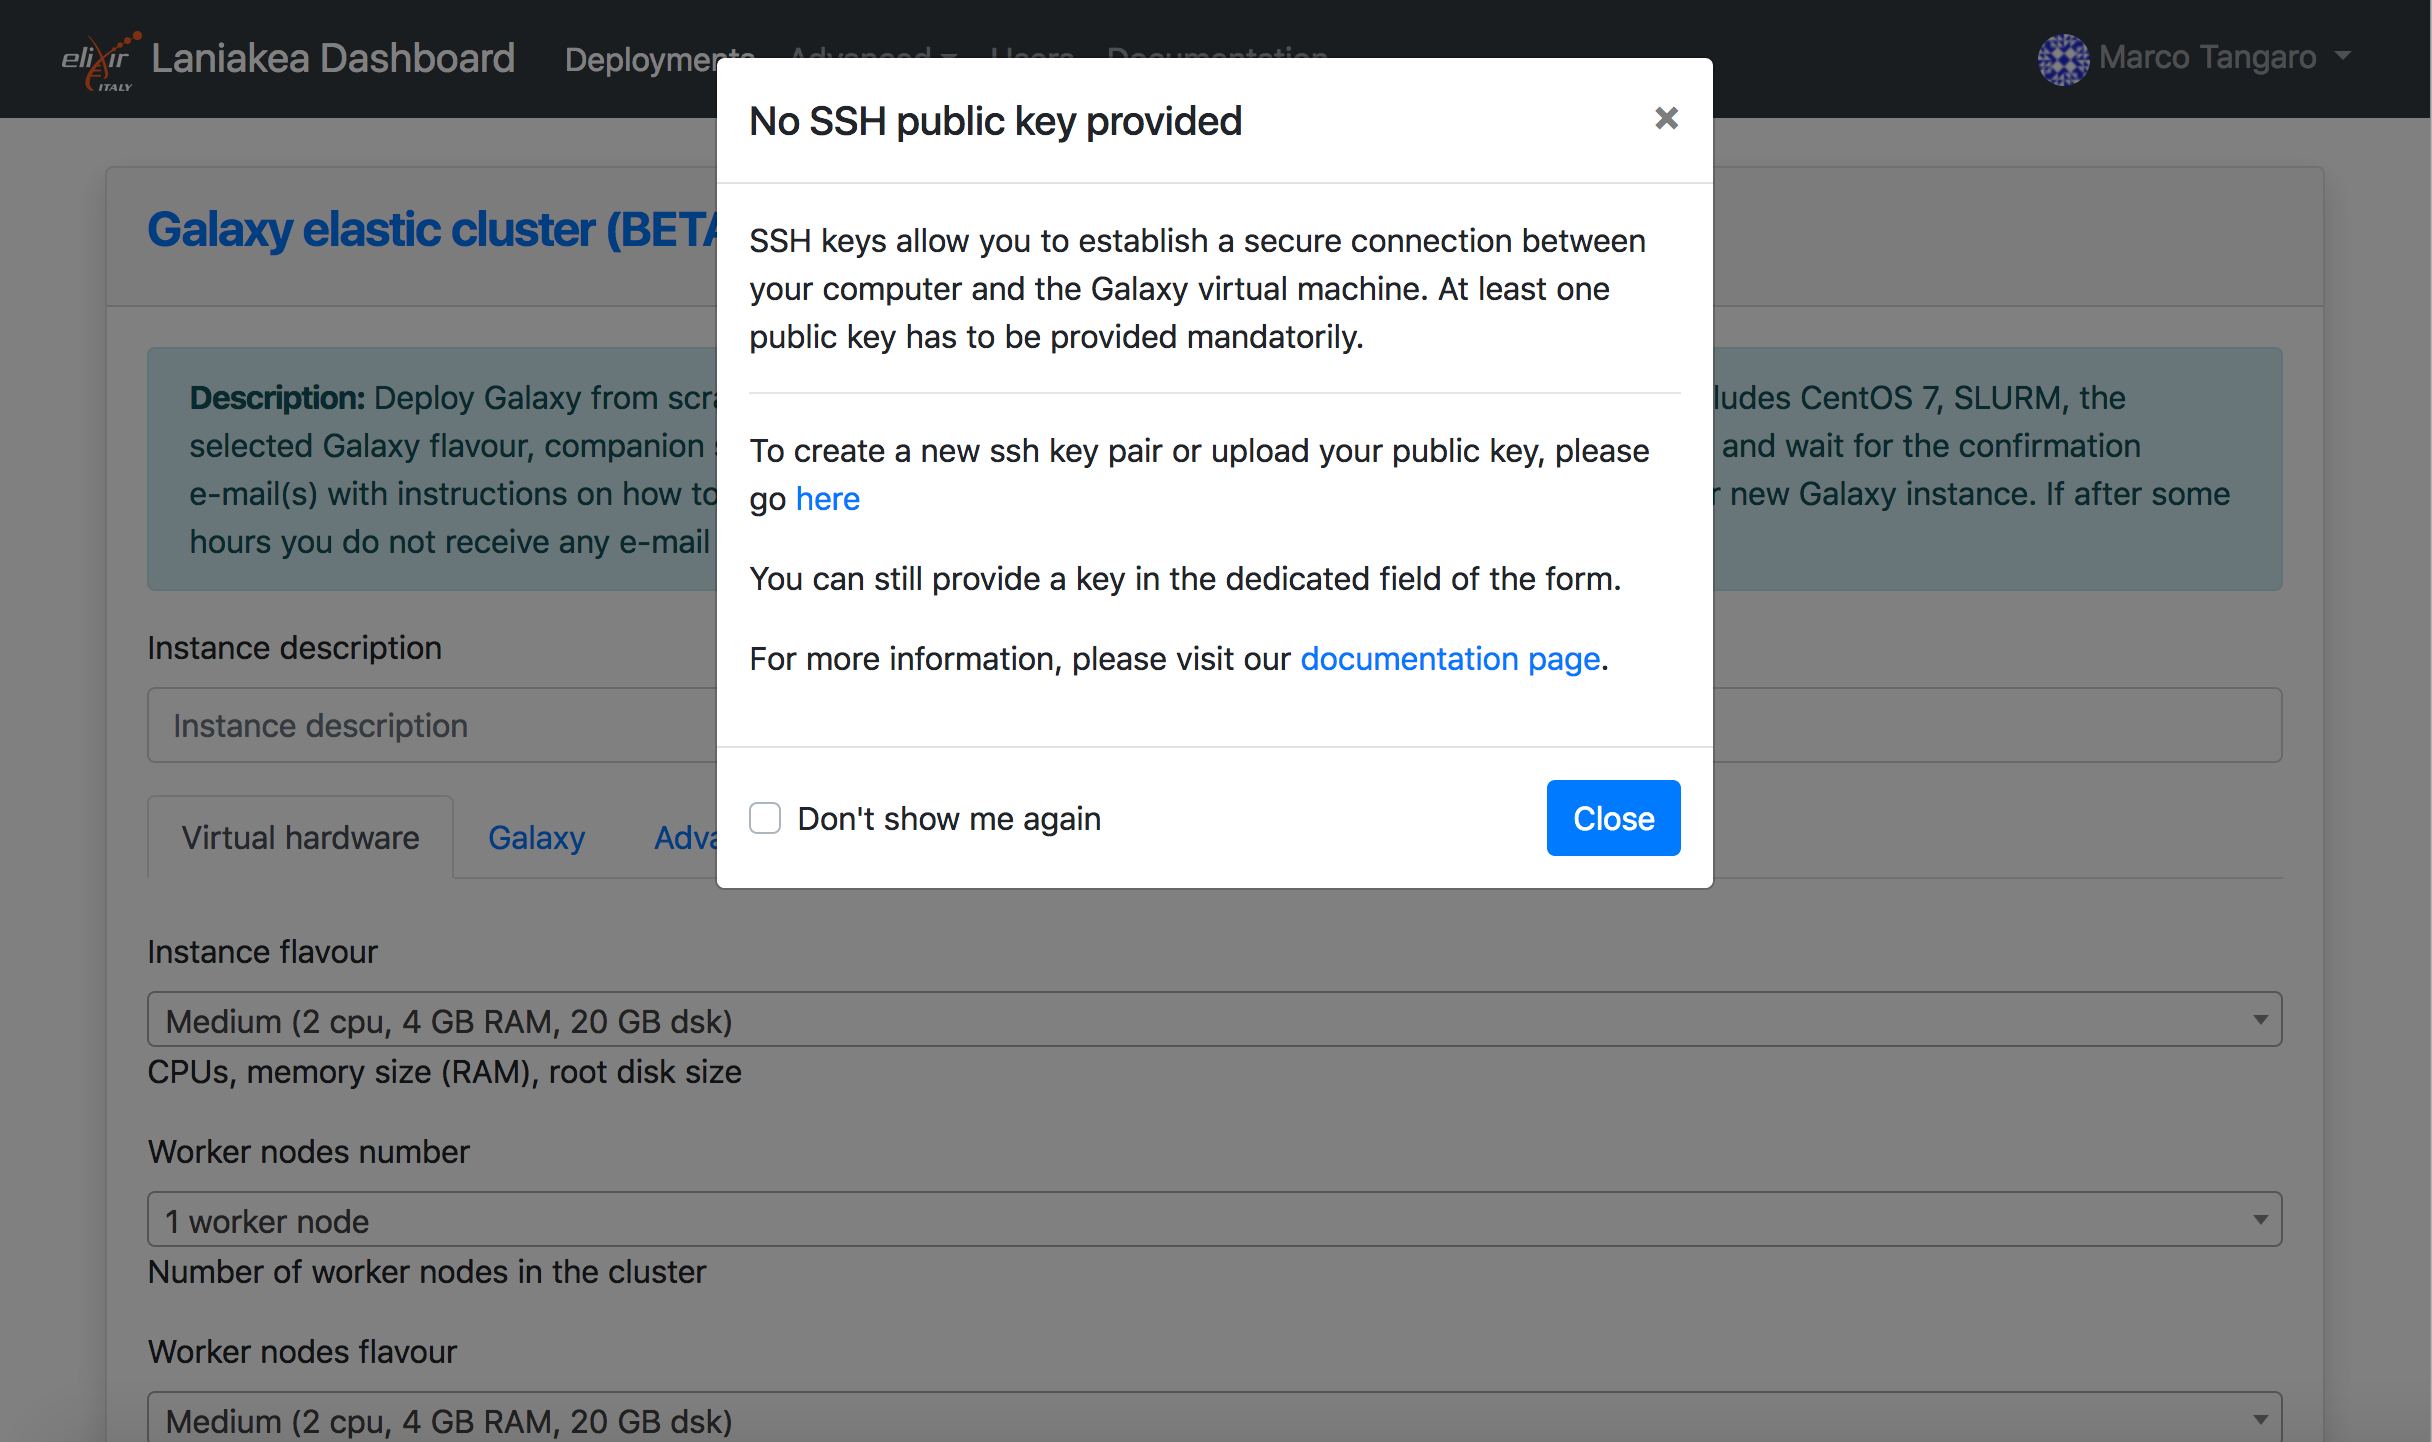 elixir
ITALY
Laniakea Dashboard
Deployments Advanced Users Documentation
Marco Tangaro
No SSH public key provided
×
SSH keys allow you to establish a secure connection between
your computer and the Galaxy virtual machine. At least one
public key has to be provided mandatorily.
To create a new ssh key pair or upload your public key, please
go here
You can still provide a key in the dedicated field of the form.
For more information, please visit our documentation page.
Don't show me again
Close
Galaxy elastic cluster (BETA
Description: Deploy Galaxy from scra
ludes CentOS 7, SLURM, the
selected Galaxy flavour, companion
and wait for the confirmation
e-mail(s) with instructions on how to
new Galaxy instance. If after some
hours you do not receive any e-mail
Instance description
Instance description
Virtual hardware
Galaxy
Adva
Instance flavour
Medium (2 cpu, 4 GB RAM, 20 GB dsk)
CPUs, memory size (RAM), root disk size
Worker nodes number
1 worker node
Number of worker nodes in the cluster
Worker nodes flavour
Medium (2 cpu, 4 GB RAM, 20 GB dsk)